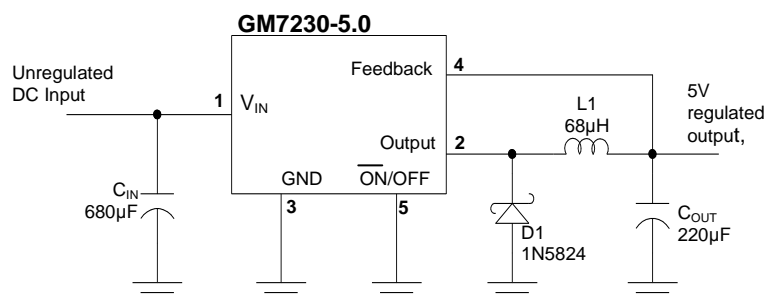 GM7230-5.0
Unregulated
DC Input
1
VIN
Feedback
4
Output
2
GND
ON/OFF
3
5
CIN
680µF
L1
68µH
5V
regulated
output,
D1
1N5824
COUT
220µF